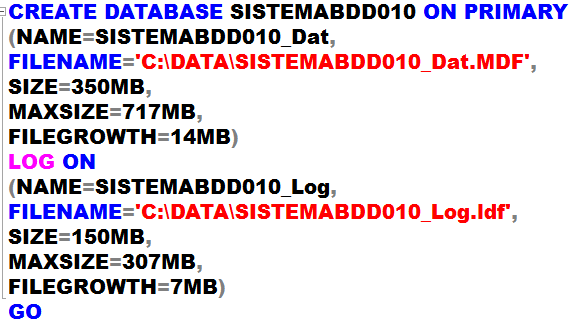 CREATE DATABASE SISTEMABDD010 ON PRIMARY
(NAME=SISTEMABDD010_Dat,
FILENAME='C:\DATA\SISTEMABDD010_Dat.MDF',
SIZE=350MB,
MAXSIZE=717MB,
FILEGROWTH=14MB)
LOG ON
(NAME=SISTEMABDD010_Log,
FILENAME='C:\DATA\SISTEMABDD010_Log.ldf',
SIZE=150MB,
MAXSIZE=307MB,
FILEGROWTH=7MB)
GO